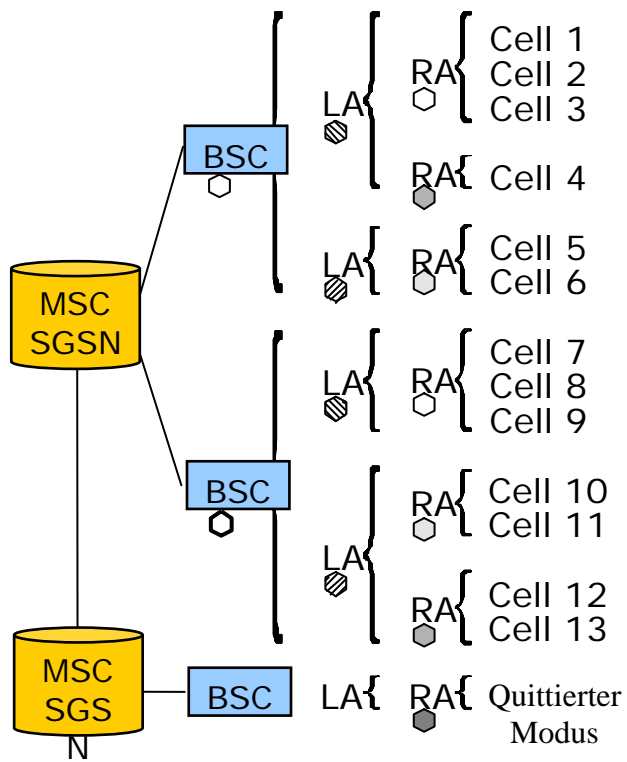 Cell 1
Cell 2
Cell 3
RA
LA
BSC
Cell 4
RA
Cell 5
Cell 6
RA
LA
MSC
SGSN
Cell 7
Cell 8
Cell 9
RA
LA
BSC
Cell 10
Cell 11
RA
LA
Cell 12
Cell 13
RA
MSC
SGS
N
BSC
LA
RA
Quittierter
Modus